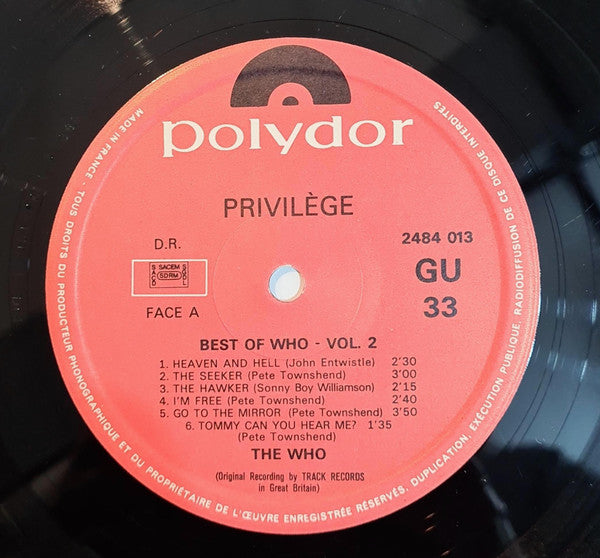 polydor
PRIVILÈGE
D.R.
2484 013
SACEM
SDRM
SACD
SGDL
GU
FACE A
33
BEST OF WHO - VOL. 2
1. HEAVEN AND HELL (John Entwistle) 2'30
2. THE SEEKER (Pete Townshend) 3'00
3. THE HAWKER (Sonny Boy Williamson) 2'15
4. I'M FREE (Pete Townshend) 2'40
5. GO TO THE MIRROR (Pete Townshend) 3'50
6. TOMMY CAN YOU HEAR ME? 1'35
(Pete Townshend)
THE WHO
(Original Recording by TRACK RECORDS
in Great Britain)
MADE IN FRANCE - TOUS DROITS DU PRODUCTEUR PHONOGRAPHIQUE ET DU PROPRIÉTAIRE DE L'ŒUVRE ENREGISTRÉE RÉSERVÉS. DUPLICATION, EXÉCUTION PUBLIQUE, RADIODIFFUSION DE CE DISQUE INTERDITES